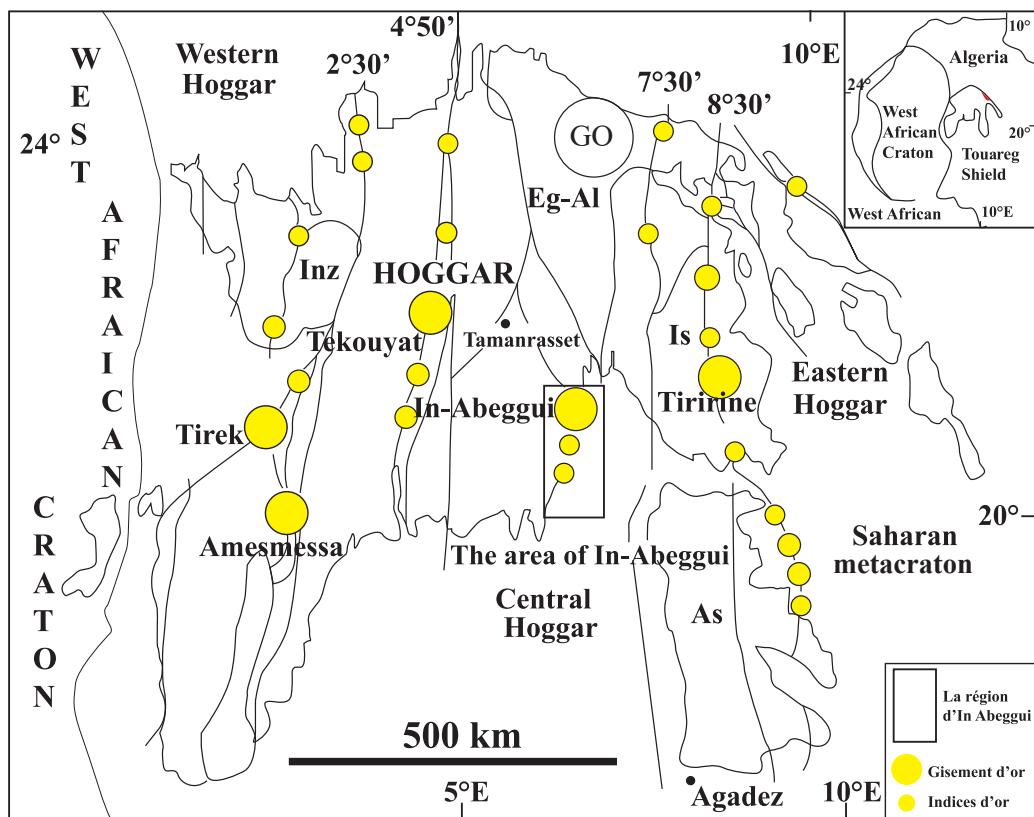 4°50'
10°E
Western
Hoggar
2°30'
7°30'
8°30'
24°
WEST AFRAICAN CRATON
GO
Eg-Al
Inz
HOGGAR
Tekouyat
Tamanrasset
Is
In-Abeggui
Tiririne
Eastern
Hoggar
Tirek
Amesmessa
20°
The area of In-Abeggui
Saharan
metacraton
Central
Hoggar
As
500 km
5°E
Agadez
10°E
10°
Algeria
24°
West
African
Craton
20°
Touareg
Shield
West African
10°E
La région
d'In Abeggui
Gisement d'or
Indices d'or